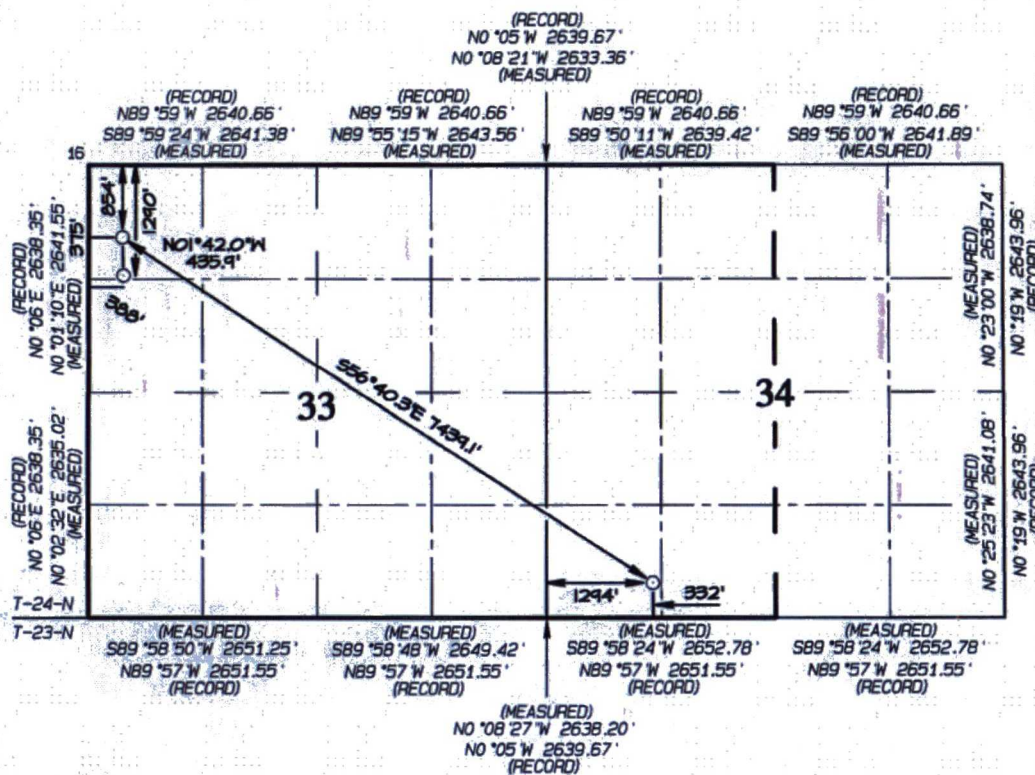 (RECORD)
N0 °05'W 2639.67'
N0 °08'21"W 2633.36'
(MEASURED)
(RECORD)
N89 °59'W 2640.66'
S89 °59'24"W 2641.38'
(MEASURED)
(RECORD)
N89 °59'W 2640.66'
N89 °55'15"W 2643.56'
(MEASURED)
(RECORD)
N89 °59'W 2640.66'
S89 °50'11"W 2639.42'
(MEASURED)
(RECORD)
N89 °59'W 2640.66'
S89 °56'00"W 2641.89'
(MEASURED)
16
(RECORD)
N0 °06'E 2638.35'
N0 °01'10"E 2641.55'
(MEASURED)
375'
854'
1290'
N01°42.0"W
435.9'
388'
(MEASURED)
N0 °23'00"W 2638.74'
N0 °19'W 2643.96'
(RECORD)
S56°40.3'E 7439.1'
33
34
(RECORD)
N0 °06'E 2638.35'
N0 °02'32"E 2635.02'
(MEASURED)
(MEASURED)
N0 °25'23"W 2641.08'
N0 °19'W 2643.96'
(RECORD)
1294'
332'
T-24-N
T-23-N
(MEASURED)
S89 °58'50"W 2651.25'
N89 °57'W 2651.55'
(RECORD)
(MEASURED)
S89 °58'48"W 2649.42'
N89 °57'W 2651.55'
(RECORD)
(MEASURED)
S89 °58'24"W 2652.78'
N89 °57'W 2651.55'
(RECORD)
(MEASURED)
S89 °58'24"W 2652.78'
N89 °57'W 2651.55'
(RECORD)
(MEASURED)
N0 °08'27"W 2638.20'
N0 °05'W 2639.67'
(RECORD)